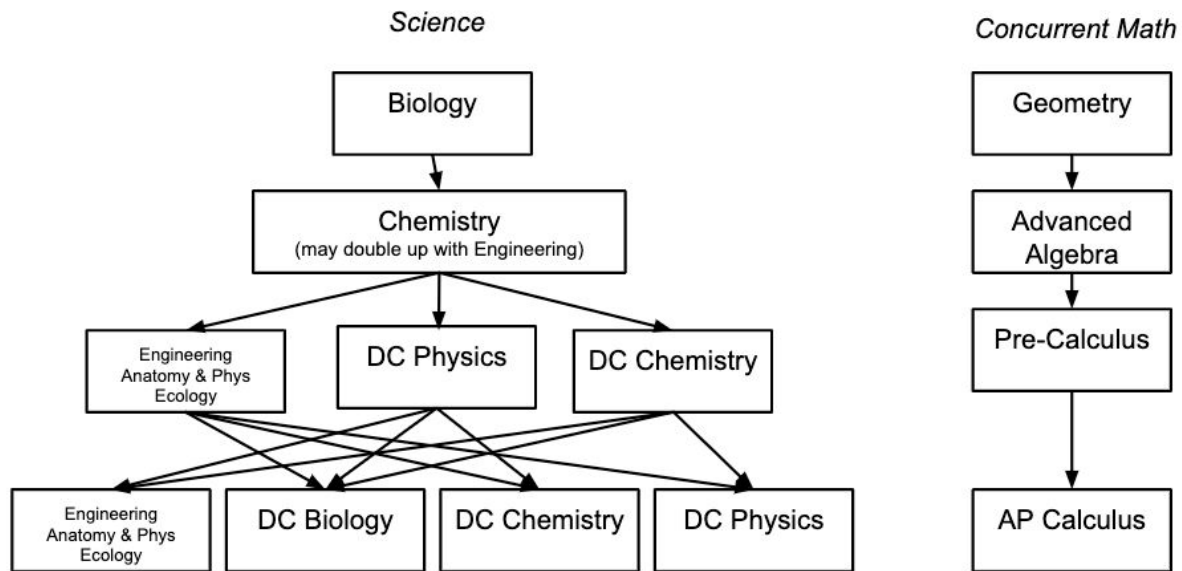 Science
Concurrent Math
Biology
Geometry
Chemistry
(may double up with Engineering)
Advanced
Algebra
Engineering
Anatomy & Phys
Ecology
DC Physics
DC Chemistry
Pre-Calculus
Engineering
Anatomy & Phys
Ecology
DC Biology
DC Chemistry
DC Physics
AP Calculus